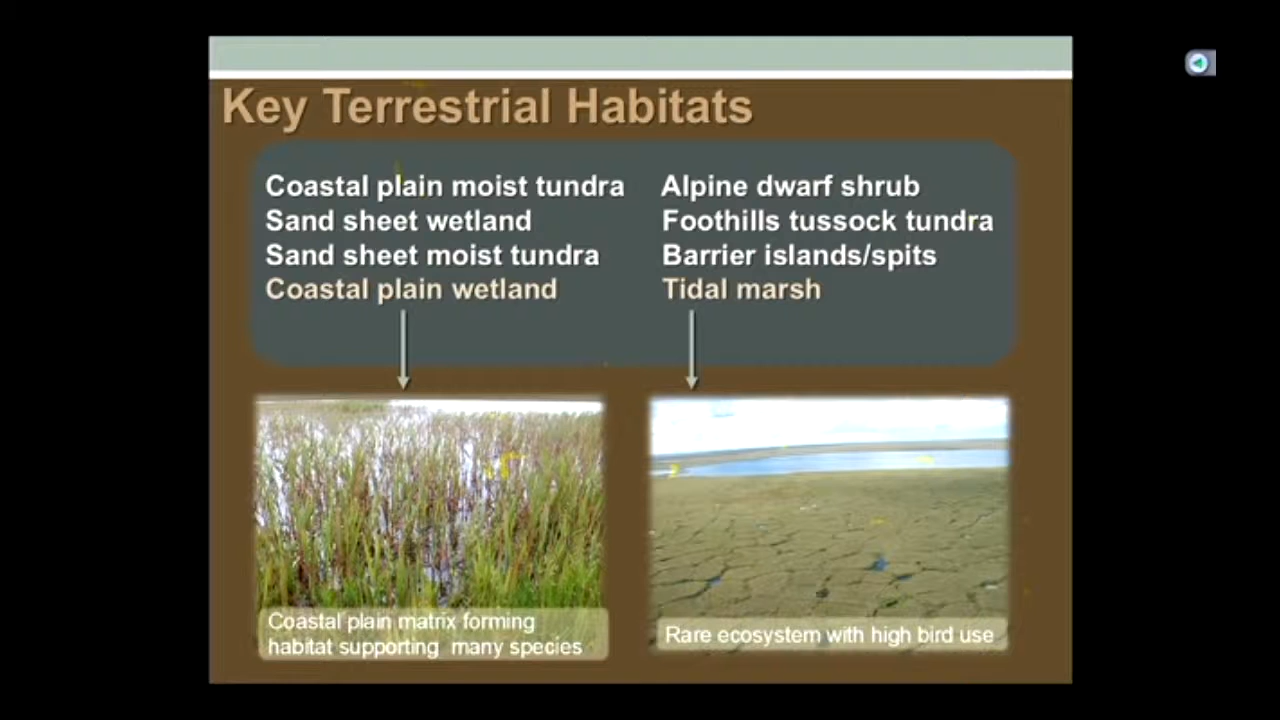 Key Terrestrial Habitats
Coastal plain moist tundra
Sand sheet wetland
Sand sheet moist tundra
Coastal plain wetland
Alpine dwarf shrub
Foothills tussock tundra
Barrier islands/spits
Tidal marsh
Coastal plain matrix forming
habitat supporting many species
Rare ecosystem with high bird use